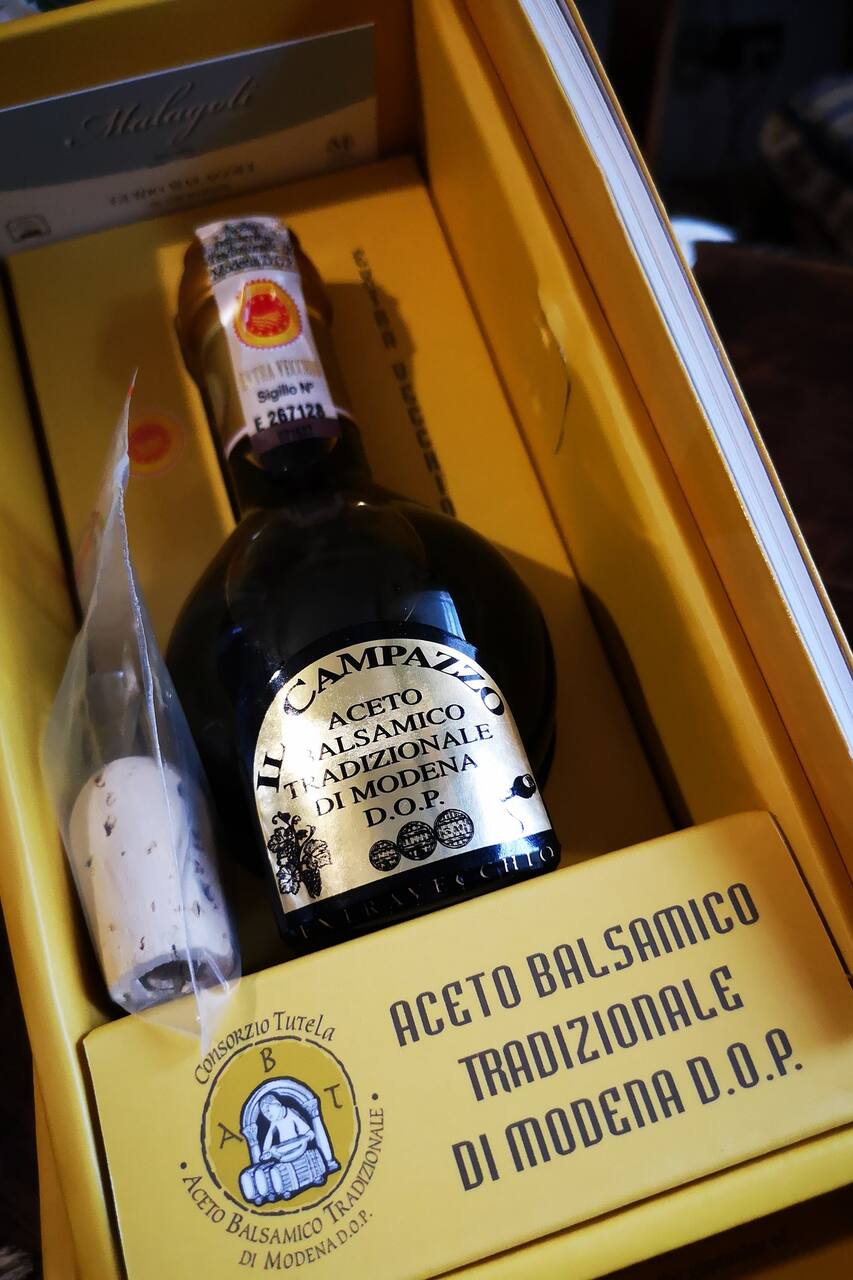 Malagoli
EXTRA VECCHIO
Sigillo N°
E 267128
IL CAMPAZZO
ACETO
BALSAMICO
TRADIZIONALE
DI MODENA
D.O.P.
EXTRAVECCHIO
CONSORZIO TUTELA
A B T
ACETO BALSAMICO TRADIZIONALE
DI MODENA D.O.P.
ACETO BALSAMICO
TRADIZIONALE
DI MODENA D.O.P.